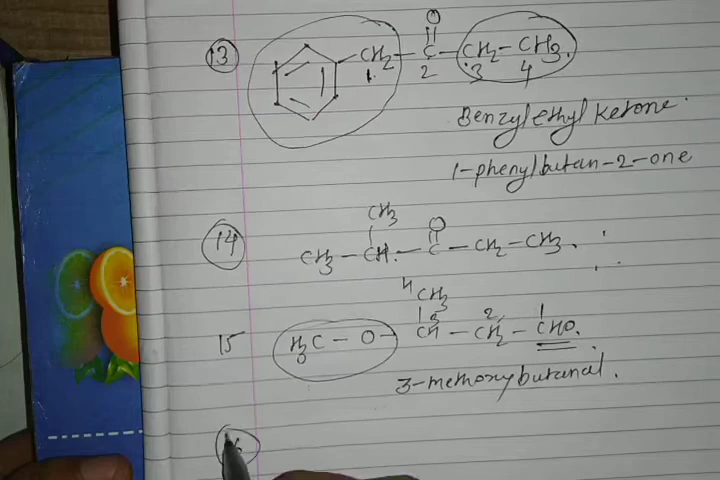 O
13 CH2 - C - CH2 - CH3.
1. 2 3 4
Benzyl ethyl ketone.
1-phenylbutan-2-one
CH3 O
14 CH3 - CH. - C - CH2 - CH3.
4 CH3
3 2 1
15 H3C - O - CH - CH2 - CHO.
3-methoxybutanal.